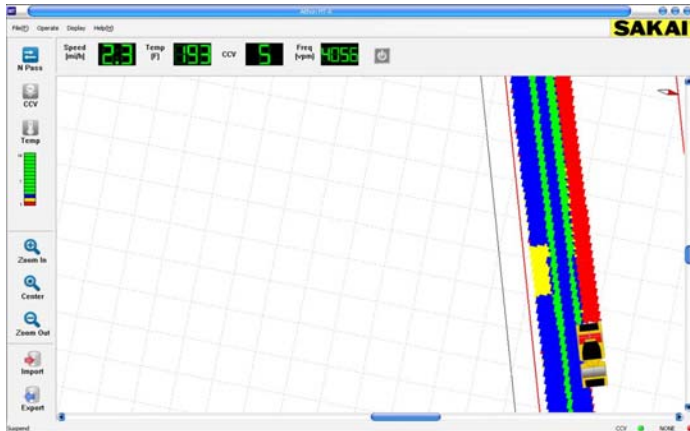 File(F) Operate Display Help(H)
SAKAI
Speed (mi/h) 2.3 Temp (F) 193 CCV 5 Freq (vpm) 4056
N Pass
CCV
Temp
Zoom In
Center
Zoom Out
Import
Export
Suspend
CCV
NONE